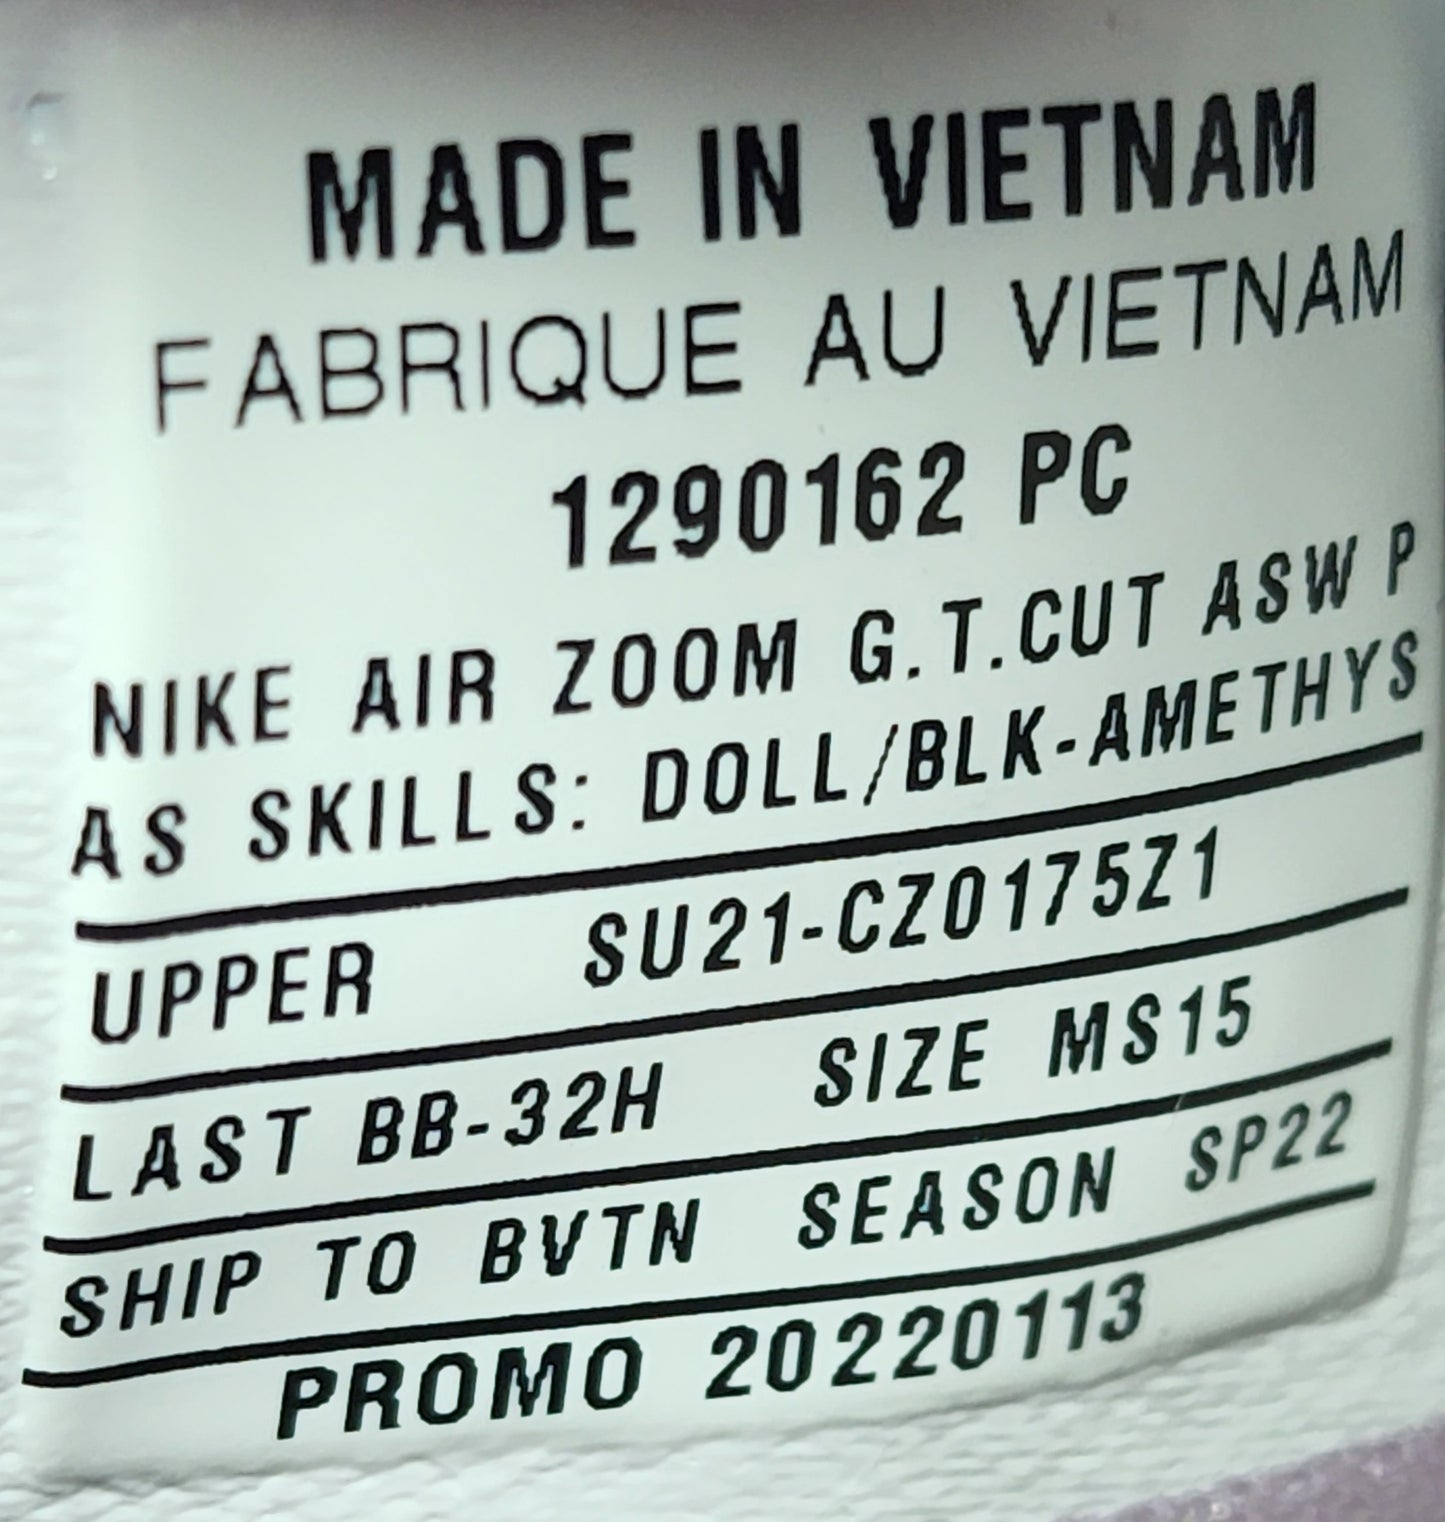 MADE IN VIETNAM
FABRIQUE AU VIETNAM
1290162 PC
NIKE AIR ZOOM G.T.CUT ASW P
AS SKILLS: DOLL/BLK-AMETHYS
UPPER SU21-CZ0175Z1
LAST BB-32H SIZE MS15
SHIP TO BVTN SEASON SP22
PROMO 20220113